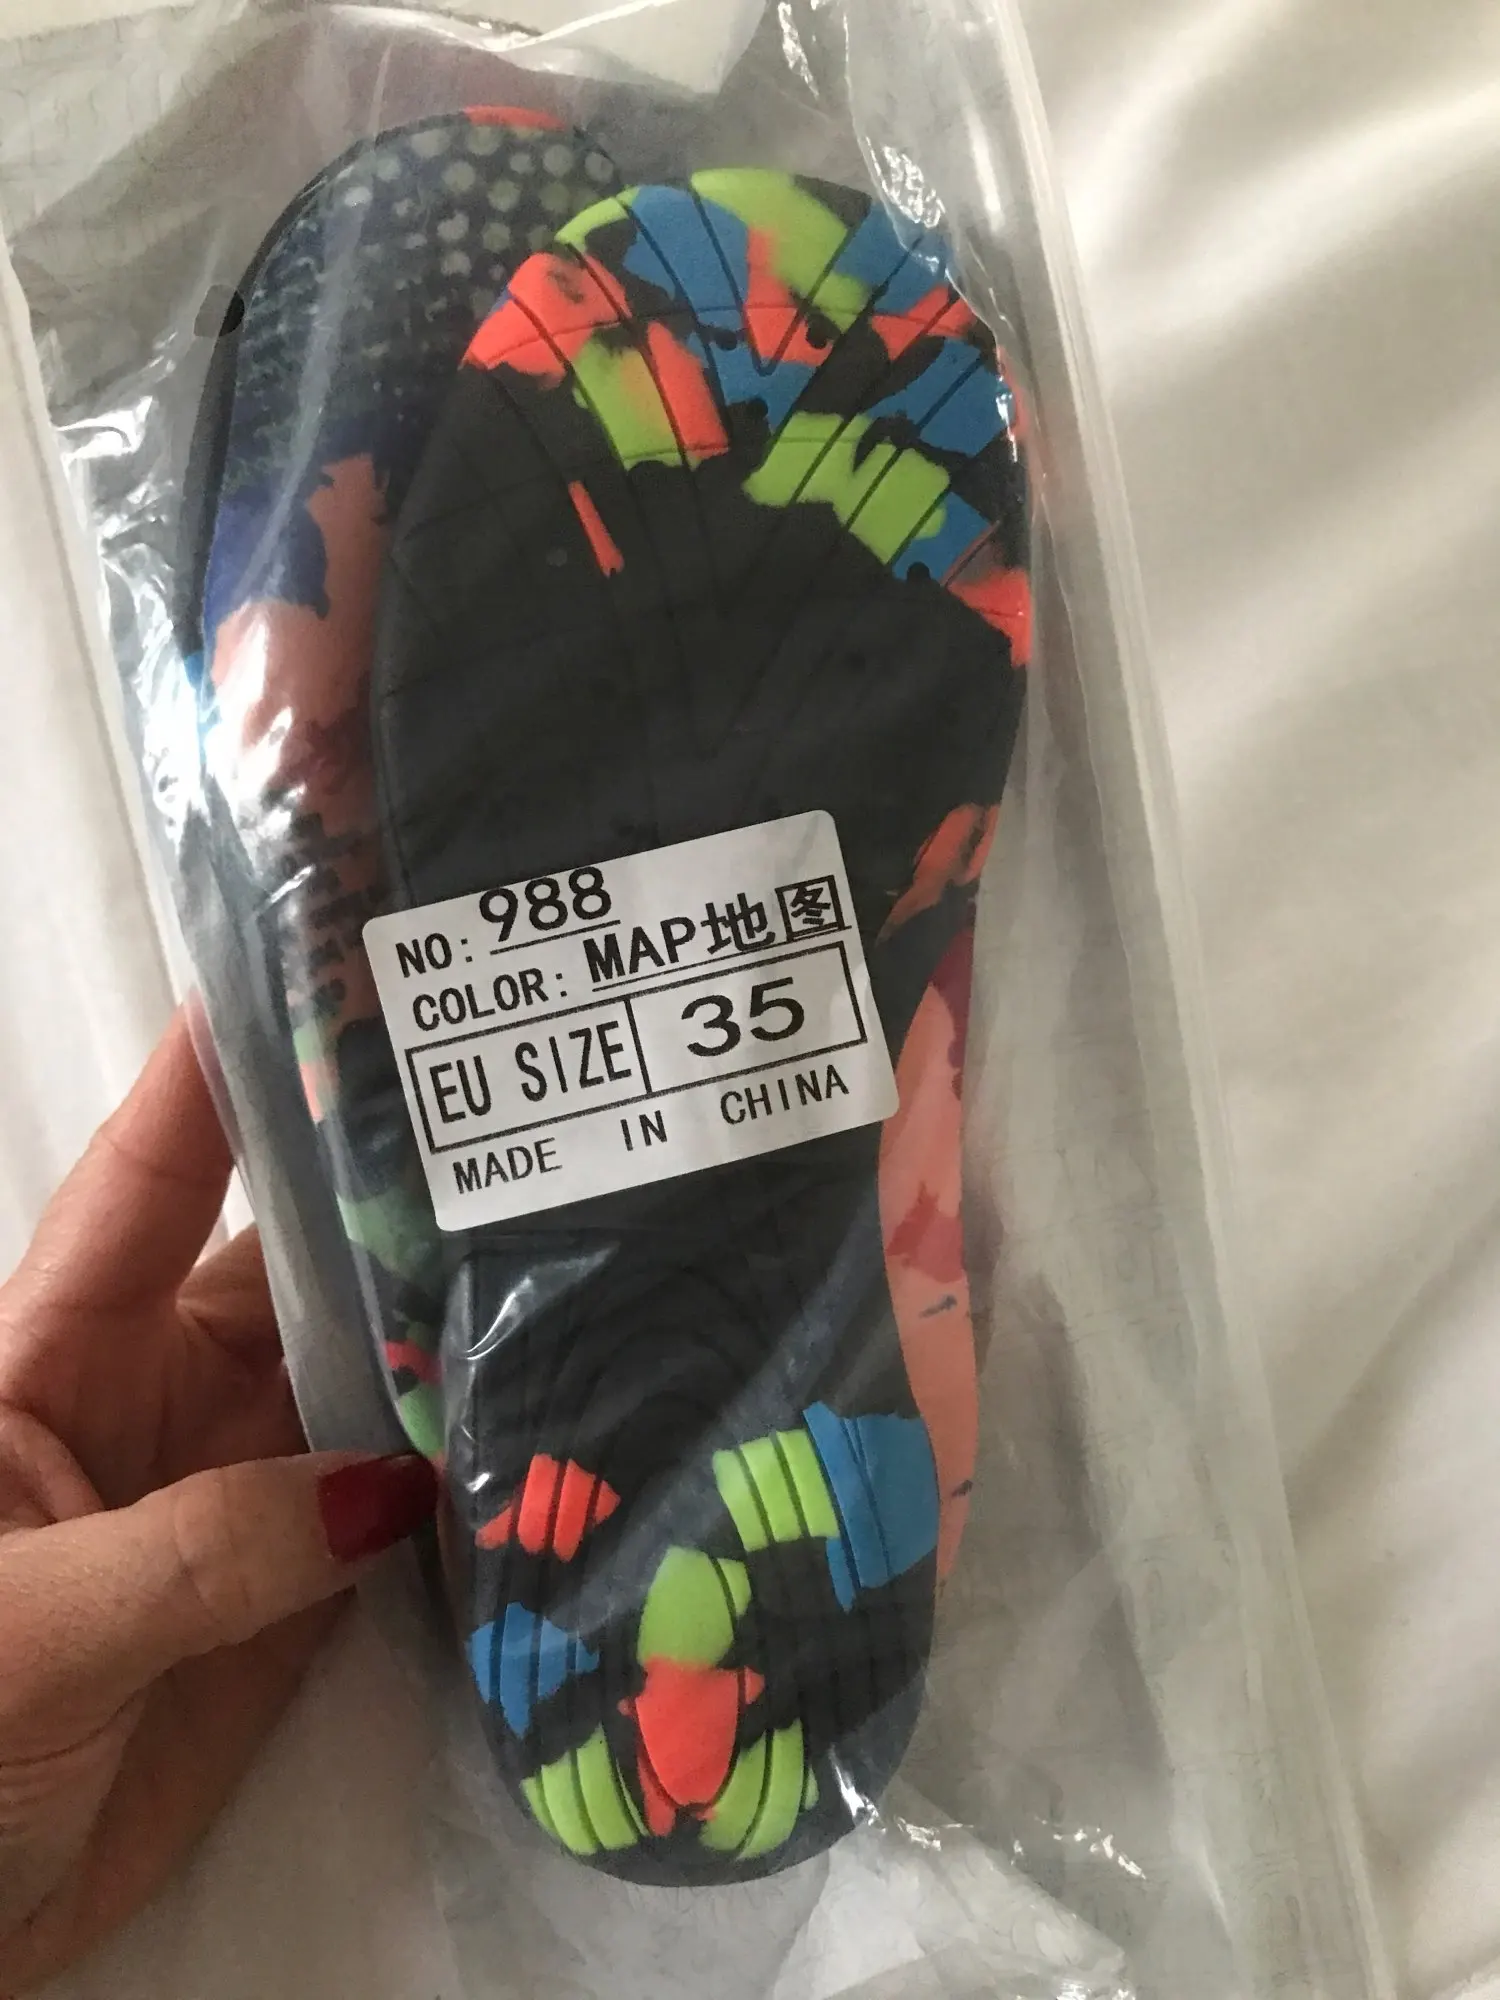 NO: 988
COLOR: MAP地图
EU SIZE 35
MADE IN CHINA